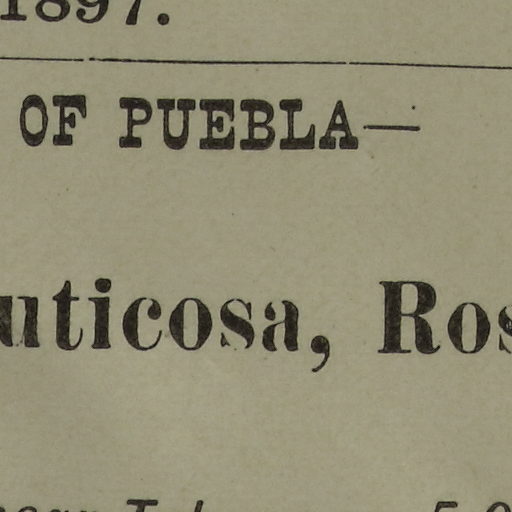 1897.
OF PUEBLA—
uticosa, Ros